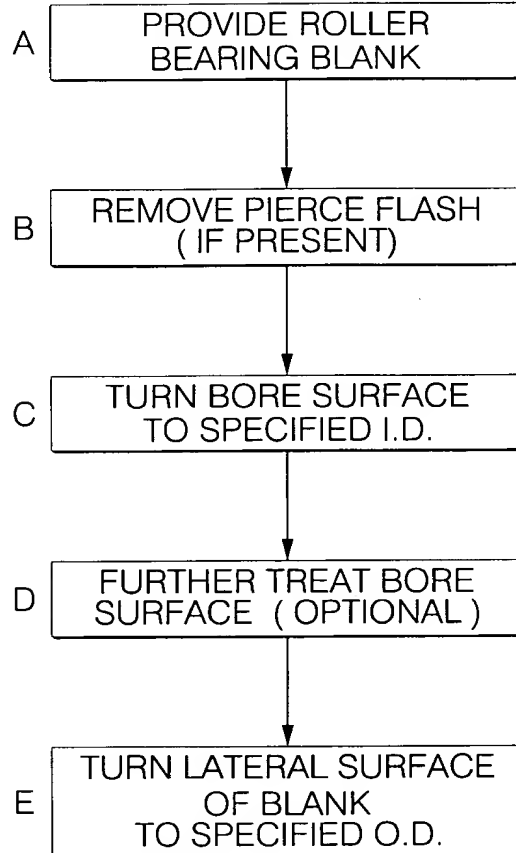 A
PROVIDE ROLLER
BEARING BLANK
B
REMOVE PIERCE FLASH
( IF PRESENT)
C
TURN BORE SURFACE
TO SPECIFIED I.D.
D
FURTHER TREAT BORE
SURFACE ( OPTIONAL )
E
TURN LATERAL SURFACE
OF BLANK
TO SPECIFIED O.D.